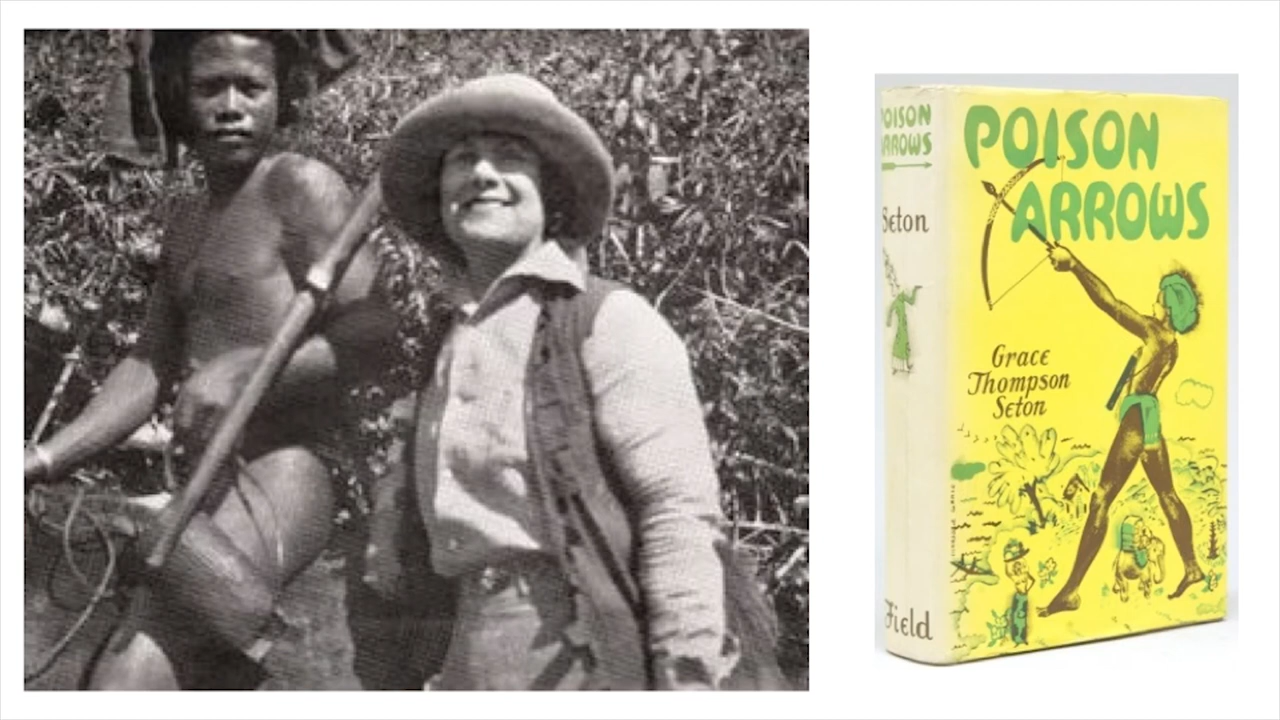 POISON
ARROWS
Seton
Field
POISON
ARROWS
Grace
Thompson
Seton